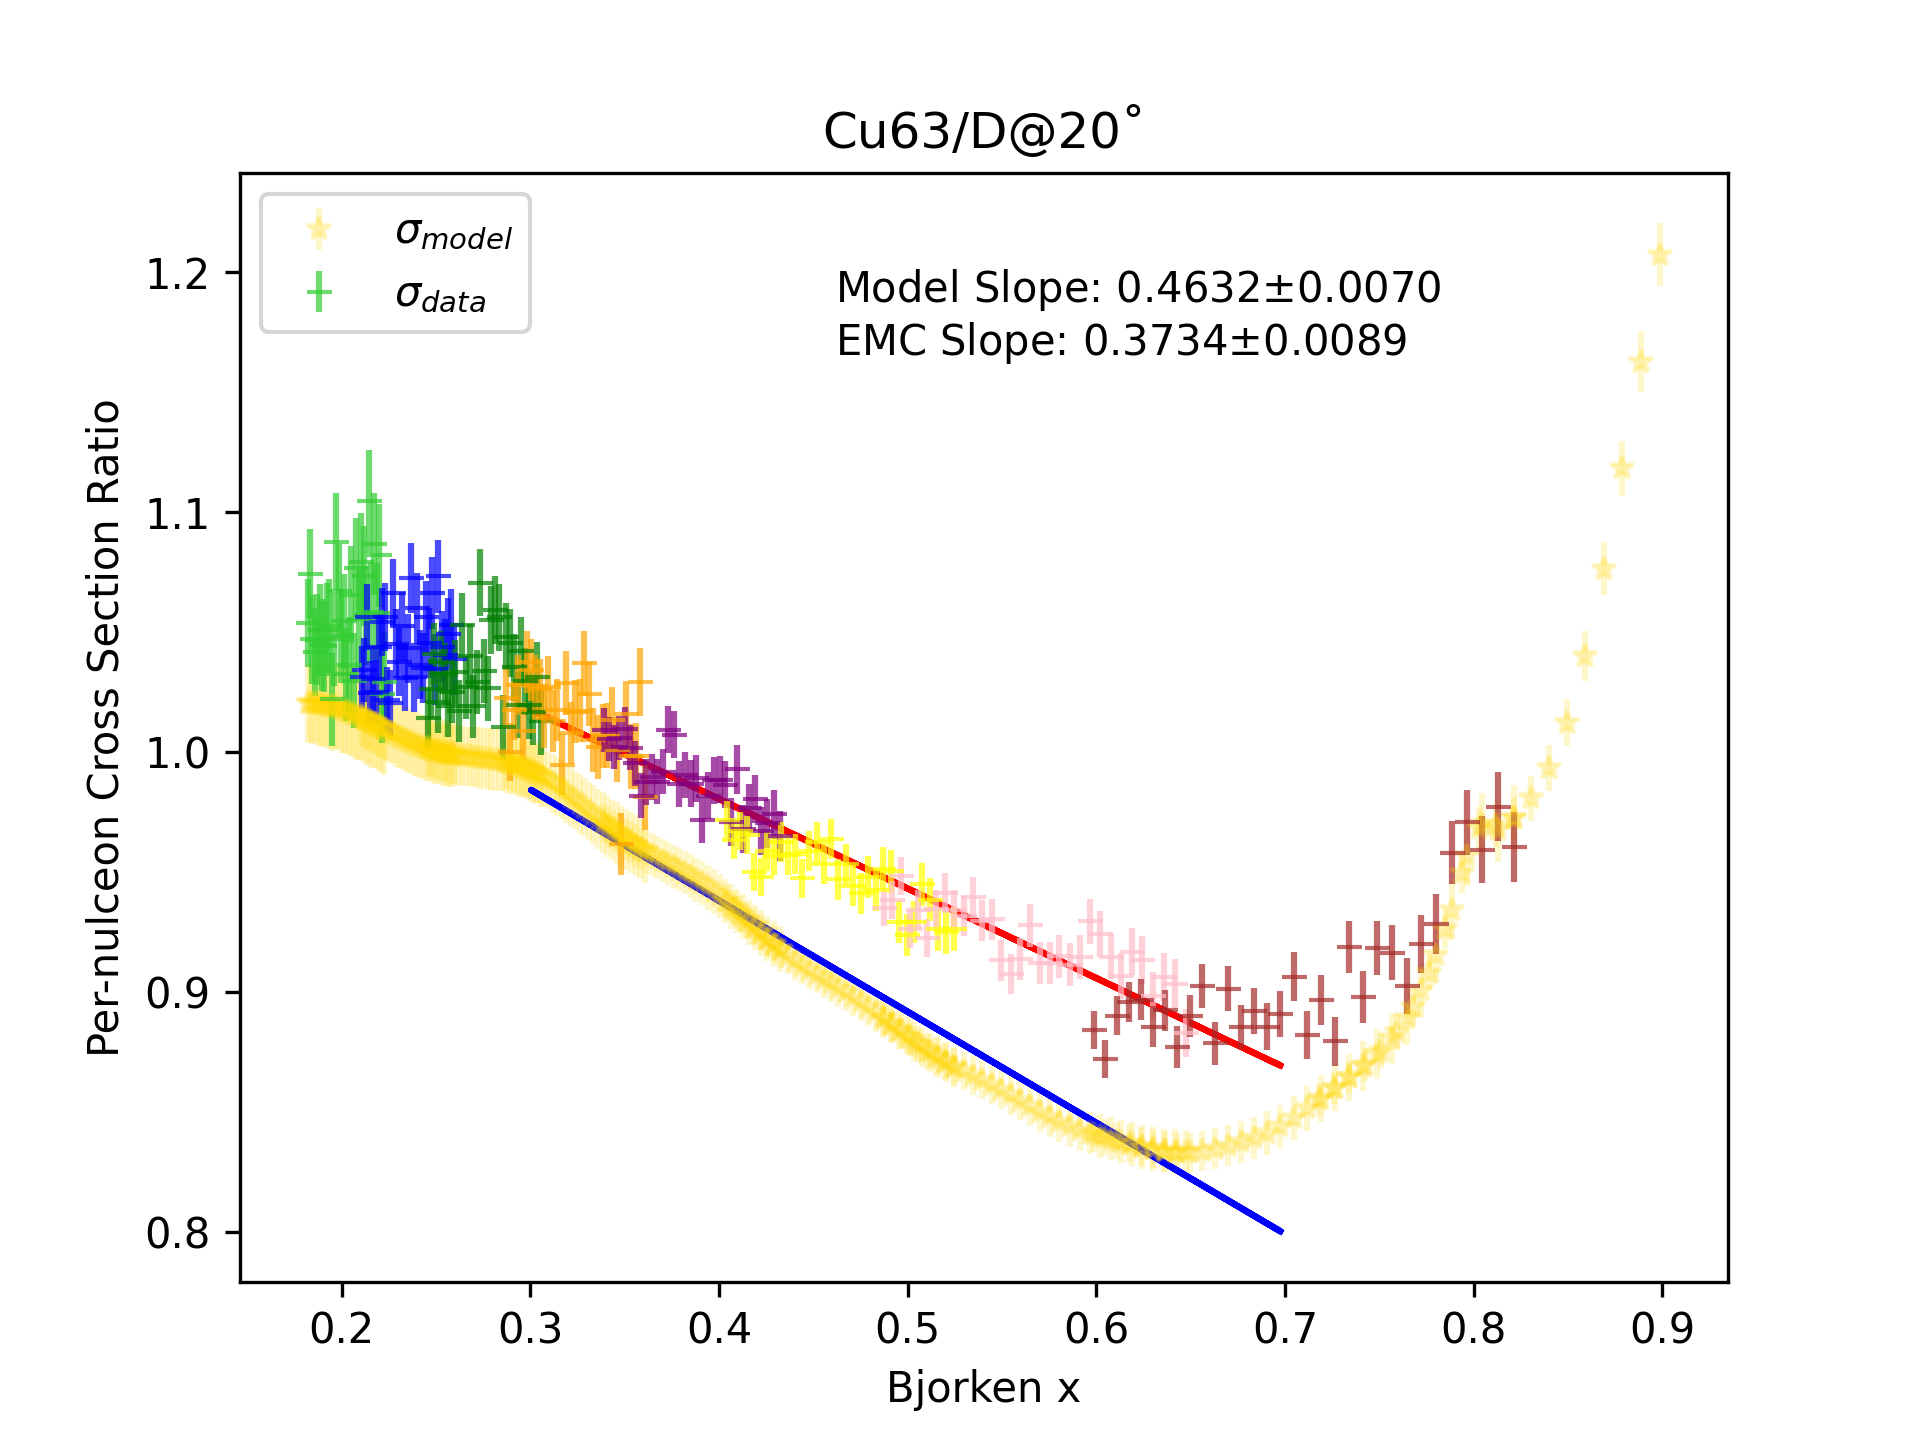 Cu63/D@20°
σmodel
σdata
Model Slope: 0.4632±0.0070
EMC Slope: 0.3734±0.0089
Per-nulceon Cross Section Ratio
1.2
1.1
1.0
0.9
0.8
0.2 0.3 0.4 0.5 0.6 0.7 0.8 0.9
Bjorken x